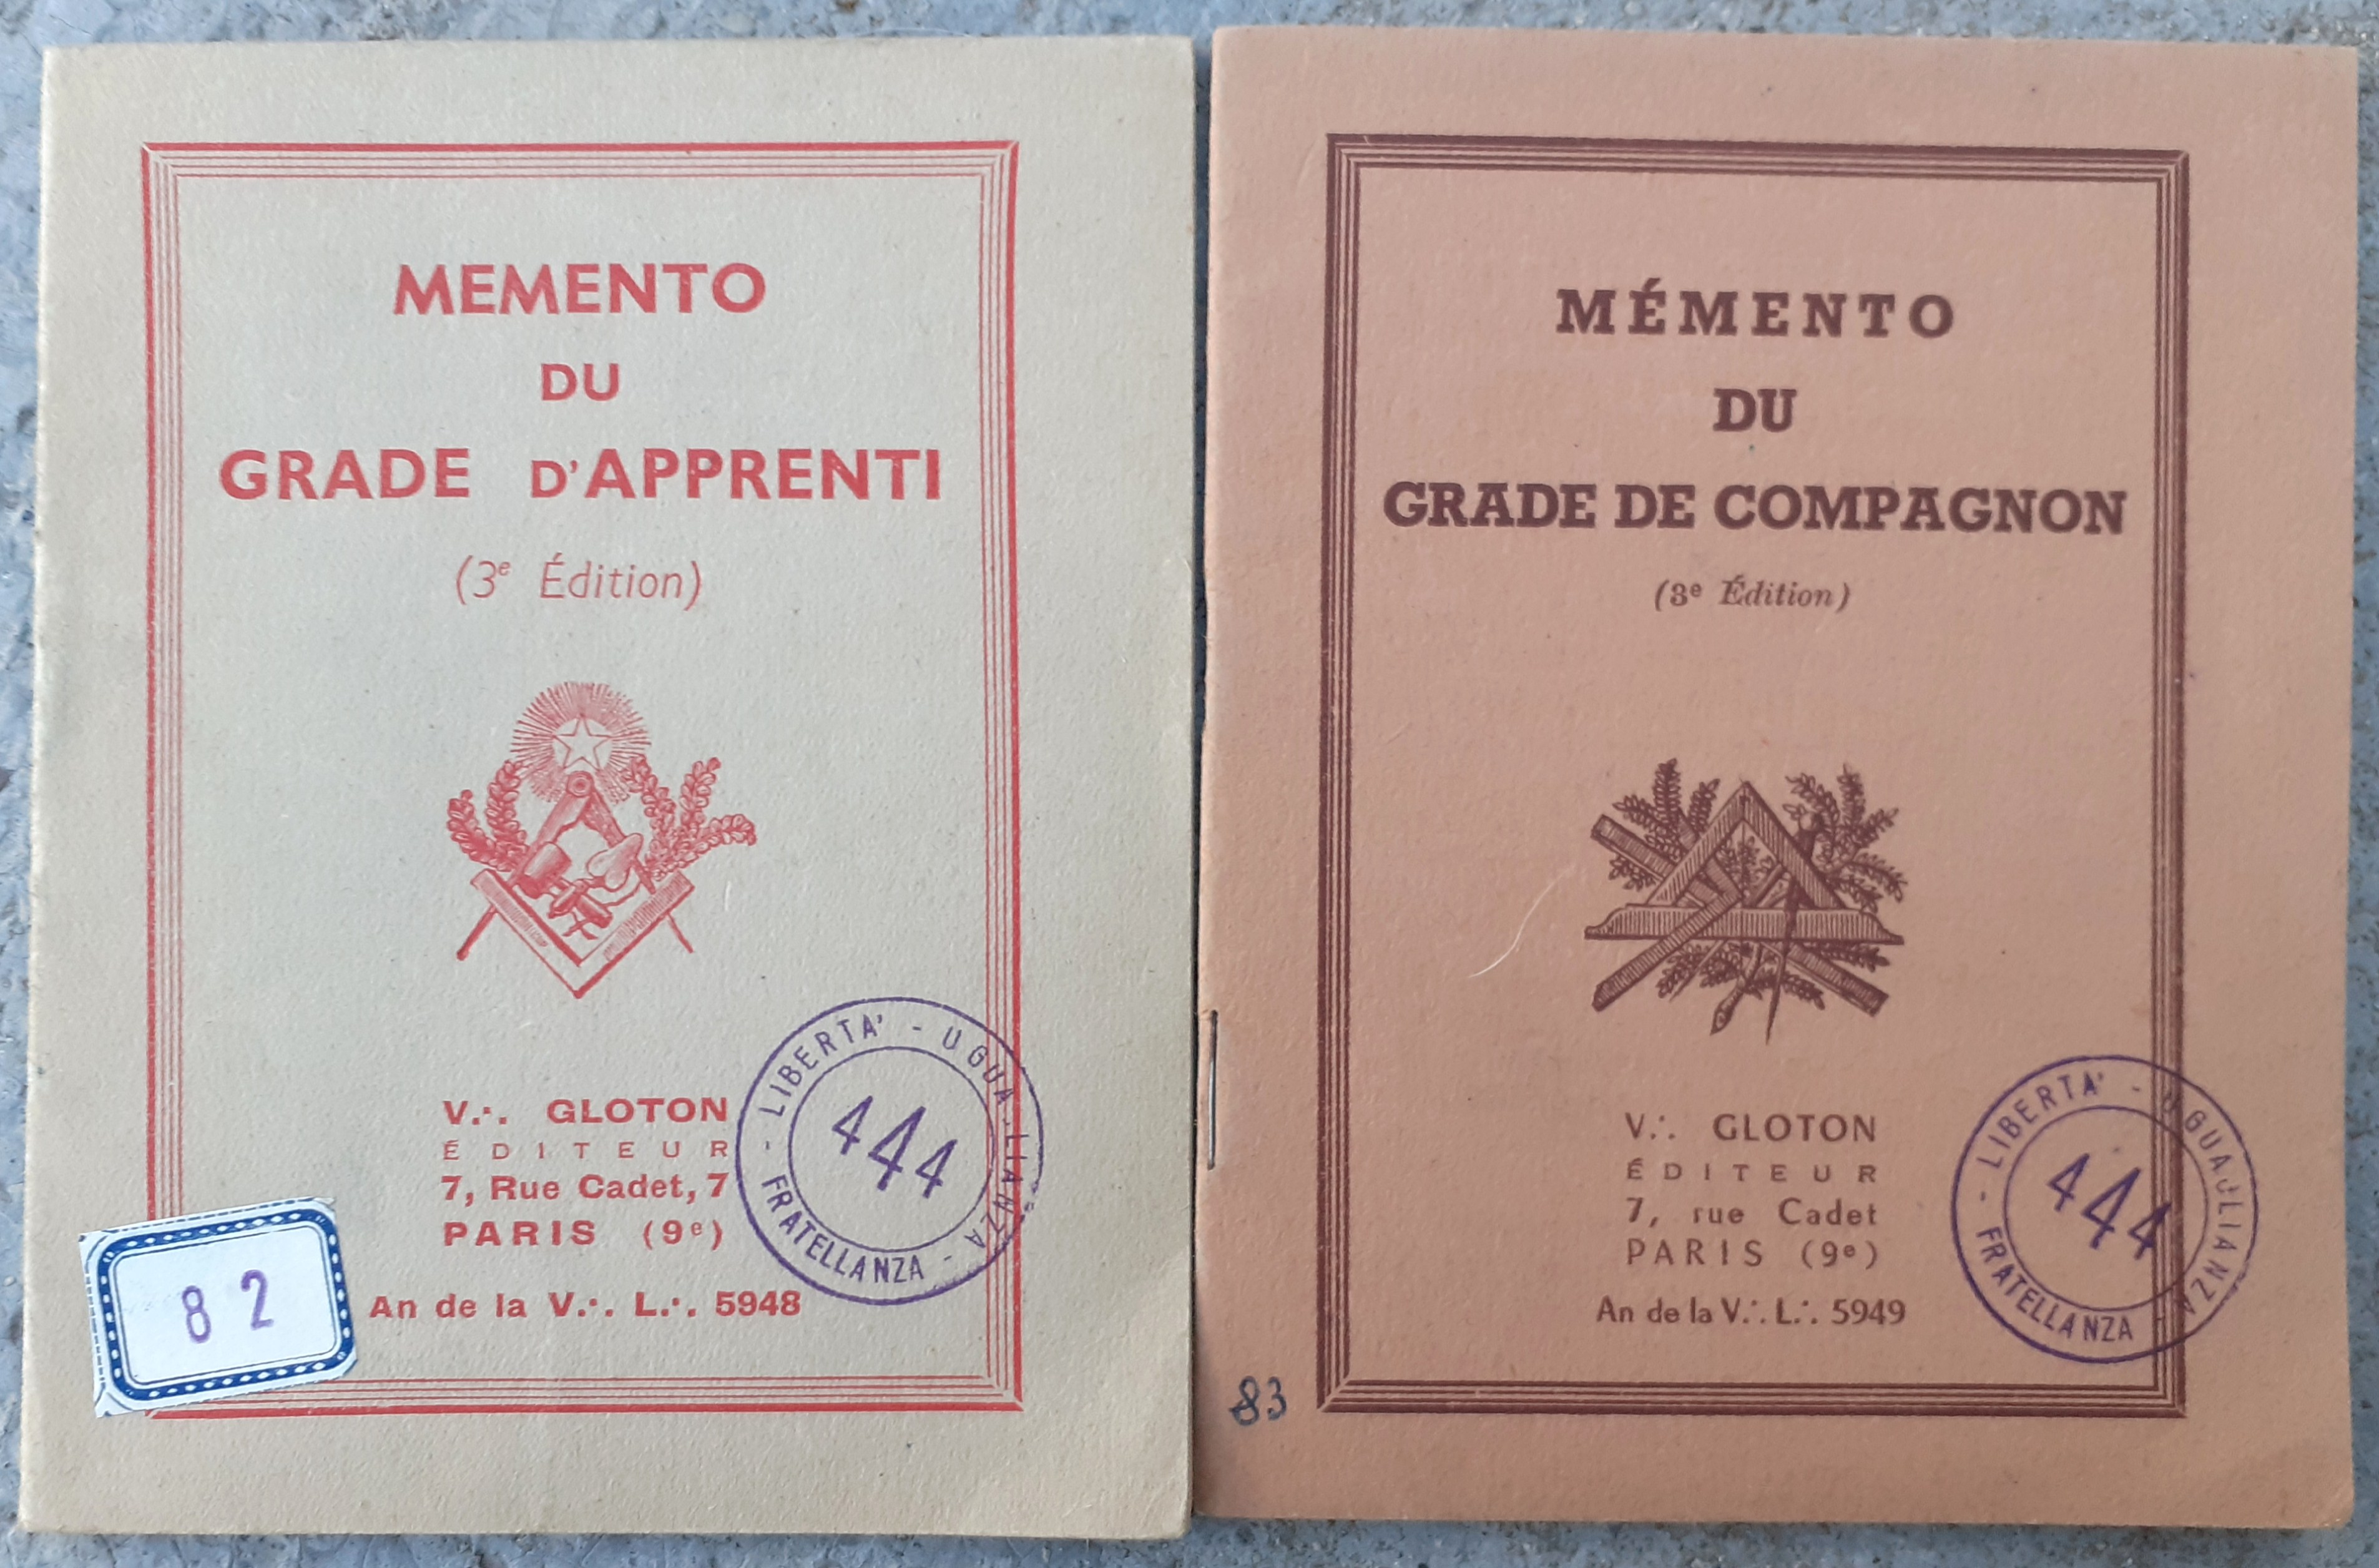 MEMENTO
DU
GRADE D'APPRENTI
(3e Édition)
V∴ GLOTON
ÉDITEUR
7, Rue Cadet, 7
PARIS (9e)
An de la V∴ L∴ 5948
- LIBERTA' - UGUAGLIANZA - FRATELLANZA
444
82
MÉMENTO
DU
GRADE DE COMPAGNON
(3e Édition)
V∴ GLOTON
ÉDITEUR
7, rue Cadet
PARIS (9e)
An de la V∴ L∴ 5949
- LIBERTA' - UGUAGLIANZA - FRATELLANZA
444
83